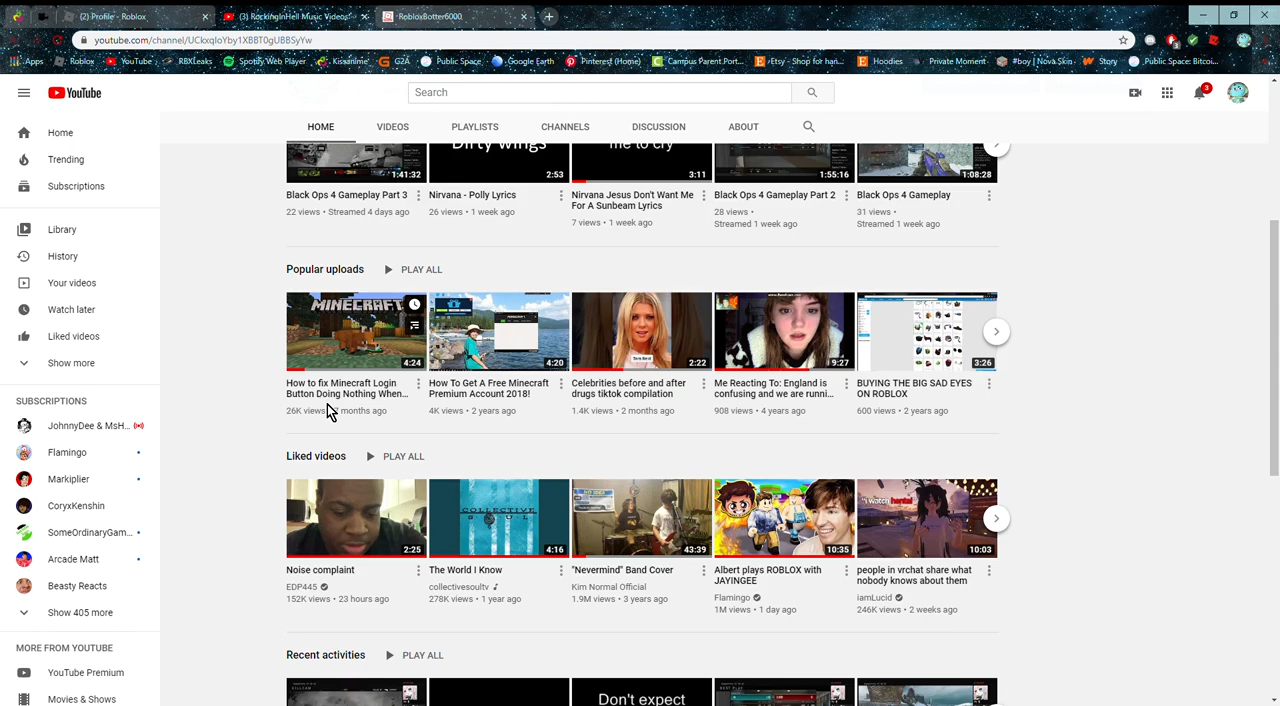 (2) Profile - Roblox
(3) RockingInHell Music Videos
RobloxBotter6000
youtube.com/channel/UCkxqIoYby1XBBT0gUBBSyYw
Apps Roblox YouTube RBXLeaks Spotify Web Player Kissanime G2A Public Space Google Earth Pinterest (Home) Campus Parent Port... Etsy - Shop for han... Hoodies Private Moment #boy | Nova Skin Story Public Space: Bitcoi...
YouTube
Search
3
HOME VIDEOS PLAYLISTS CHANNELS DISCUSSION ABOUT
Home
Trending
Subscriptions
Library
History
Your videos
Watch later
Liked videos
Show more
SUBSCRIPTIONS
JohnnyDee & MsH...
Flamingo
Markiplier
CoryxKenshin
SomeOrdinaryGam...
Arcade Matt
Beasty Reacts
Show 405 more
MORE FROM YOUTUBE
YouTube Premium
Movies & Shows
1:41:32
Black Ops 4 Gameplay Part 3
22 views • Streamed 4 days ago
Dirty wings
2:53
Nirvana - Polly Lyrics
26 views • 1 week ago
me to cry
3:11
Nirvana Jesus Don't Want Me
For A Sunbeam Lyrics
7 views • 1 week ago
1:55:16
Black Ops 4 Gameplay Part 2
28 views •
Streamed 1 week ago
1:08:28
Black Ops 4 Gameplay
31 views •
Streamed 1 week ago
Popular uploads PLAY ALL
MINECRAFT
4:24
How to fix Minecraft Login
Button Doing Nothing When...
26K views months ago
4:20
How To Get A Free Minecraft
Premium Account 2018!
4K views • 2 years ago
Tara Reid
2:22
Celebrities before and after
drugs tiktok compilation
1.4K views • 2 months ago
9:27
Me Reacting To: England is
confusing and we are runni...
908 views • 4 years ago
3:26
BUYING THE BIG SAD EYES
ON ROBLOX
600 views • 2 years ago
Liked videos PLAY ALL
2:25
Noise complaint
EDP445
152K views • 23 hours ago
COLLECTIVE
SOUL
4:16
The World I Know
collectivesoultv
278K views • 1 year ago
43:39
"Nevermind" Band Cover
Kim Normal Official
1.9M views • 3 years ago
10:35
Albert plays ROBLOX with
JAYINGEE
Flamingo
1M views • 1 day ago
"i watch hentai"
10:03
people in vrchat share what
nobody knows about them
iamLucid
246K views • 2 weeks ago
Recent activities PLAY ALL
Don't expect